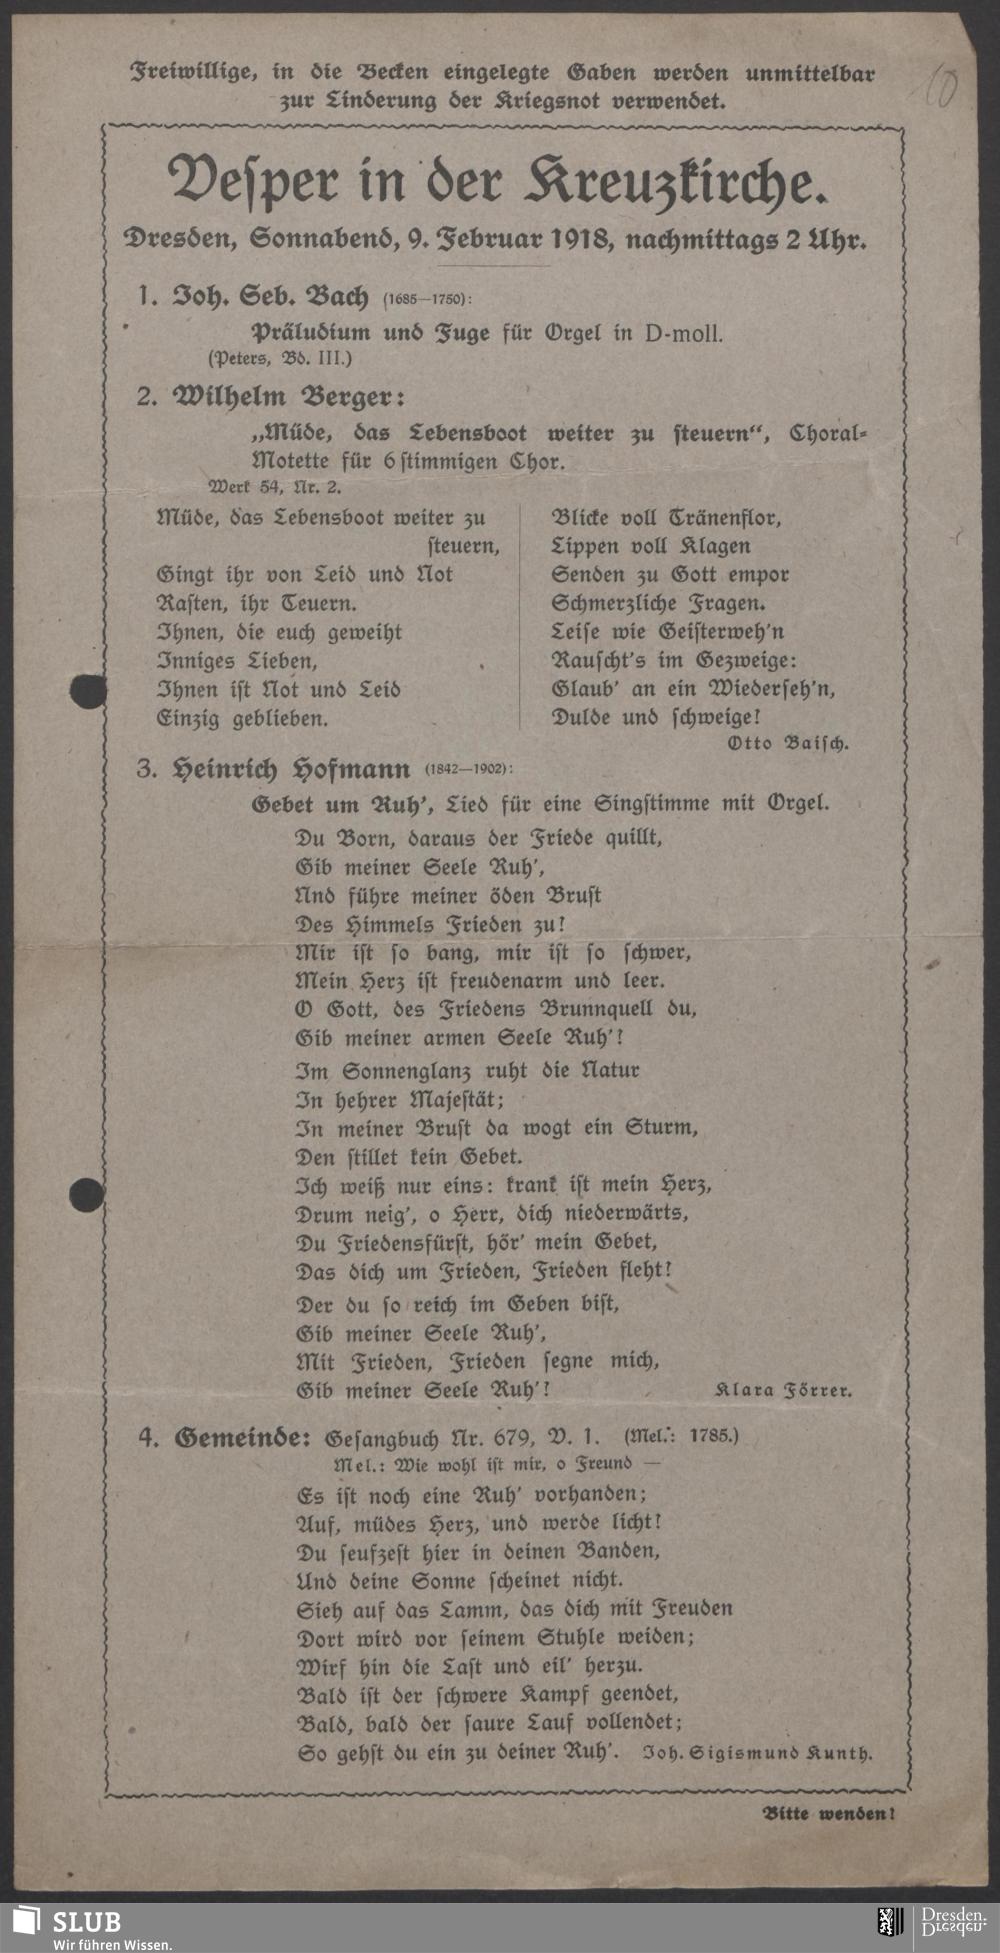 Freiwillige, in die Becken eingelegte Gaben werden unmittelbar
zur Linderung der Kriegsnot verwendet.
10
Vesper in der Kreuzkirche.
Dresden, Sonnabend, 9. Februar 1918, nachmittags 2 Uhr.
1. Joh. Seb. Bach (1685—1750):
Präludium und Fuge für Orgel in D-moll.
(Peters, Bd. III.)
2. Wilhelm Berger:
„Müde, das Lebensboot weiter zu steuern“, Choral-
Motette für 6 stimmigen Chor.
Werk 54, Nr. 2.
Müde, das Lebensboot weiter zu
steuern,
Gingt ihr von Leid und Not
Rasten, ihr Teuern.
Ihnen, die euch geweiht
Inniges Lieben,
Ihnen ist Not und Leid
Einzig geblieben.
Blicke voll Tränenflor,
Lippen voll Klagen
Senden zu Gott empor
Schmerzliche Fragen.
Leise wie Geisterweh'n
Rauscht's im Gezweige:
Glaub' an ein Wiederseh'n,
Dulde und schweige!
Otto Baisch.
3. Heinrich Hofmann (1842—1902):
Gebet um Ruh', Lied für eine Singstimme mit Orgel.
Du Born, daraus der Friede quillt,
Gib meiner Seele Ruh',
Und führe meiner öden Brust
Des Himmels Frieden zu!
Mir ist so bang, mir ist so schwer,
Mein Herz ist freudenarm und leer.
O Gott, des Friedens Brunnquell du,
Gib meiner armen Seele Ruh'!
Im Sonnenglanz ruht die Natur
In hehrer Majestät;
In meiner Brust da wogt ein Sturm,
Den stillet kein Gebet.
Ich weiß nur eins: krank ist mein Herz,
Drum neig', o Herr, dich niederwärts,
Du Friedensfürst, hör' mein Gebet,
Das dich um Frieden, Frieden fleht!
Der du so reich im Geben bist,
Gib meiner Seele Ruh',
Mit Frieden, Frieden segne mich,
Gib meiner Seele Ruh'! Klara Förrer.
4. Gemeinde: Gesangbuch Nr. 679, V. 1. (Mel.: 1785.)
Mel.: Wie wohl ist mir, o Freund —
Es ist noch eine Ruh' vorhanden;
Auf, müdes Herz, und werde licht!
Du seufzest hier in deinen Banden,
Und deine Sonne scheinet nicht.
Sieh auf das Lamm, das dich mit Freuden
Dort wird vor seinem Stuhle weiden;
Wirf hin die Last und eil' herzu.
Bald ist der schwere Kampf geendet,
Bald, bald der saure Lauf vollendet;
So gehst du ein zu deiner Ruh'. Joh. Sigismund Kunth.
Bitte wenden!
SLUB
Wir führen Wissen.
Dresden.
Dresden.